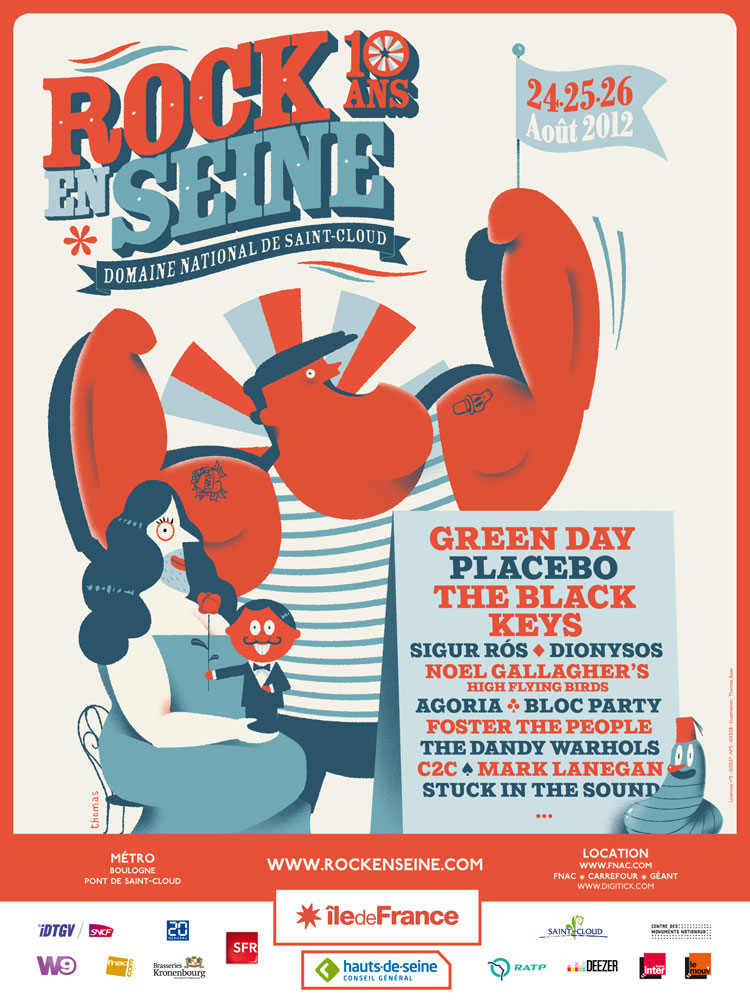 ROCK
10
ANS
EN SEINE
DOMAINE NATIONAL DE SAINT-CLOUD
24•25•26
Août 2012
GREEN DAY
PLACEBO
THE BLACK
KEYS
SIGUR RÓS ♦ DIONYSOS
NOEL GALLAGHER'S
HIGH FLYING BIRDS
AGORIA ♣ BLOC PARTY
FOSTER THE PEOPLE
THE DANDY WARHOLS
C2C ♠ MARK LANEGAN
STUCK IN THE SOUND
...
thomas
MÉTRO
BOULOGNE
PONT DE SAINT-CLOUD
WWW.ROCKENSEINE.COM
LOCATION
WWW.FNAC.COM
FNAC ★ CARREFOUR ★ GÉANT
WWW.DIGITICK.COM
iDTGV / SNCF
20
minutes
SFR
îledeFrance
SAINT-CLOUD
CENTRE DES
MONUMENTS NATIONAUX
W9
fnac
.com
Brasseries
Kronenbourg
hauts-de-seine
CONSEIL GÉNÉRAL
RATP
DEEZER
inter
le
mouv'